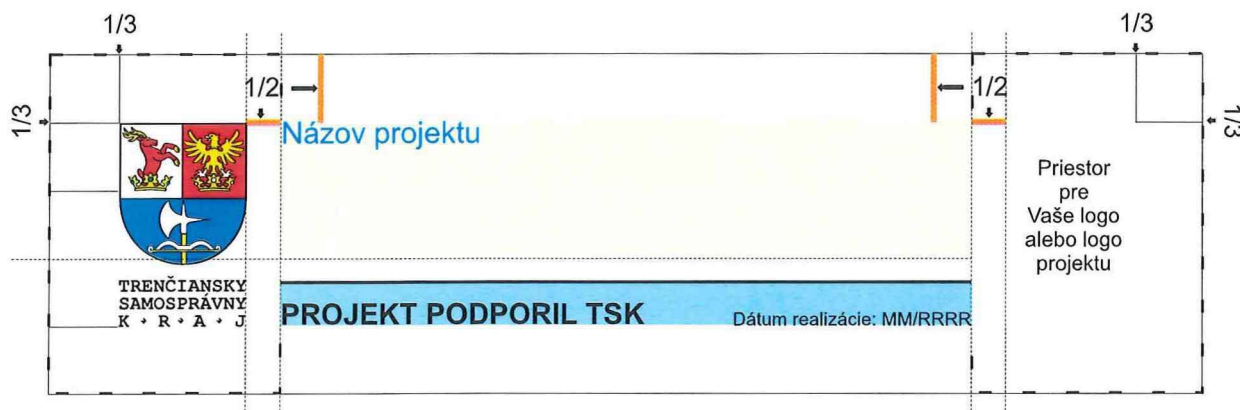 1/3
1/3
1/2
1/2
1/3
1/3
Názov projektu
Priestor
pre
Vaše logo
alebo logo
projektu
TRENČIANSKY
SAMOSPRÁVNY
K • R • A • J
PROJEKT PODPORIL TSK
Dátum realizácie: MM/RRRR